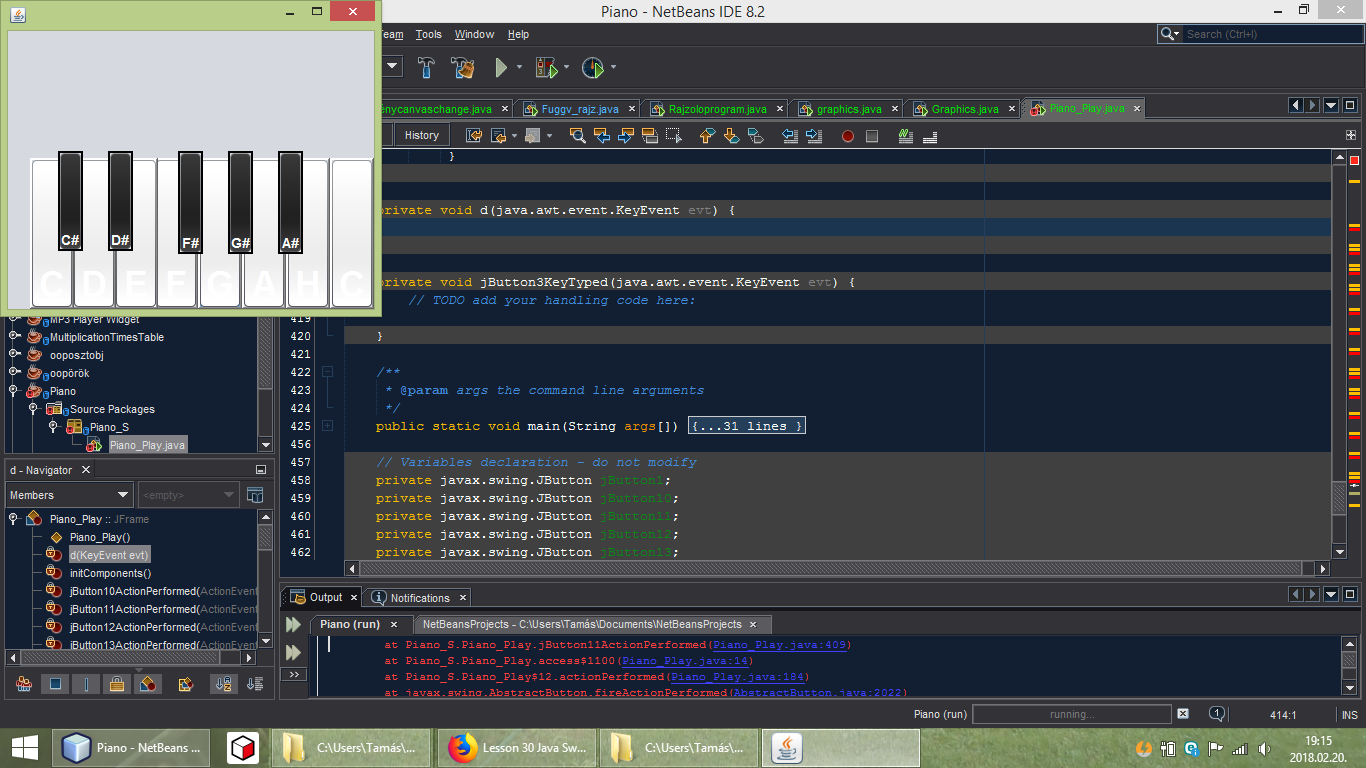 Piano - NetBeans IDE 8.2
Team Tools Window Help
Search (Ctrl+I)
énycanvaschange.java
Fuggv_rajz.java
Rajzoloprogram.java
graphics.java
Graphics.java
Piano_Play.java
History
C# D# F# G# A#
C D E F G A H C
}
private void d(java.awt.event.KeyEvent evt) {
private void jButton3KeyTyped(java.awt.event.KeyEvent evt) {
// TODO add your handling code here:
419
420 }
421
422 /**
423 * @param args the command line arguments
424 */
425 public static void main(String args[]) {...31 lines }
456
457 // Variables declaration - do not modify
458 private javax.swing.JButton jButton1;
459 private javax.swing.JButton jButton10;
460 private javax.swing.JButton jButton11;
461 private javax.swing.JButton jButton12;
462 private javax.swing.JButton jButton13;
MP3 Player Widget
MultiplicationTimesTable
ooposztobj
oopörök
Piano
Source Packages
Piano_S
Piano_Play.java
d - Navigator
Members
<empty>
Piano_Play :: JFrame
Piano_Play()
d(KeyEvent evt)
initComponents()
jButton10ActionPerformed(ActionEvent
jButton11ActionPerformed(ActionEvent
jButton12ActionPerformed(ActionEvent
jButton13ActionPerformed(ActionEvent
Output
Notifications
Piano (run)
NetBeansProjects - C:\Users\Tamás\Documents\NetBeansProjects
at Piano_S.Piano_Play.jButton11ActionPerformed(Piano_Play.java:409)
at Piano_S.Piano_Play.access$1100(Piano_Play.java:14)
at Piano_S.Piano_Play$12.actionPerformed(Piano_Play.java:184)
at javax.swing.AbstractButton.fireActionPerformed(AbstractButton.java:2022)
Piano (run) running... 1 414:1 INS
Piano - NetBeans ...
C:\Users\Tamás\...
Lesson 30 Java Sw...
C:\Users\Tamás\...
19:15
2018.02.20.